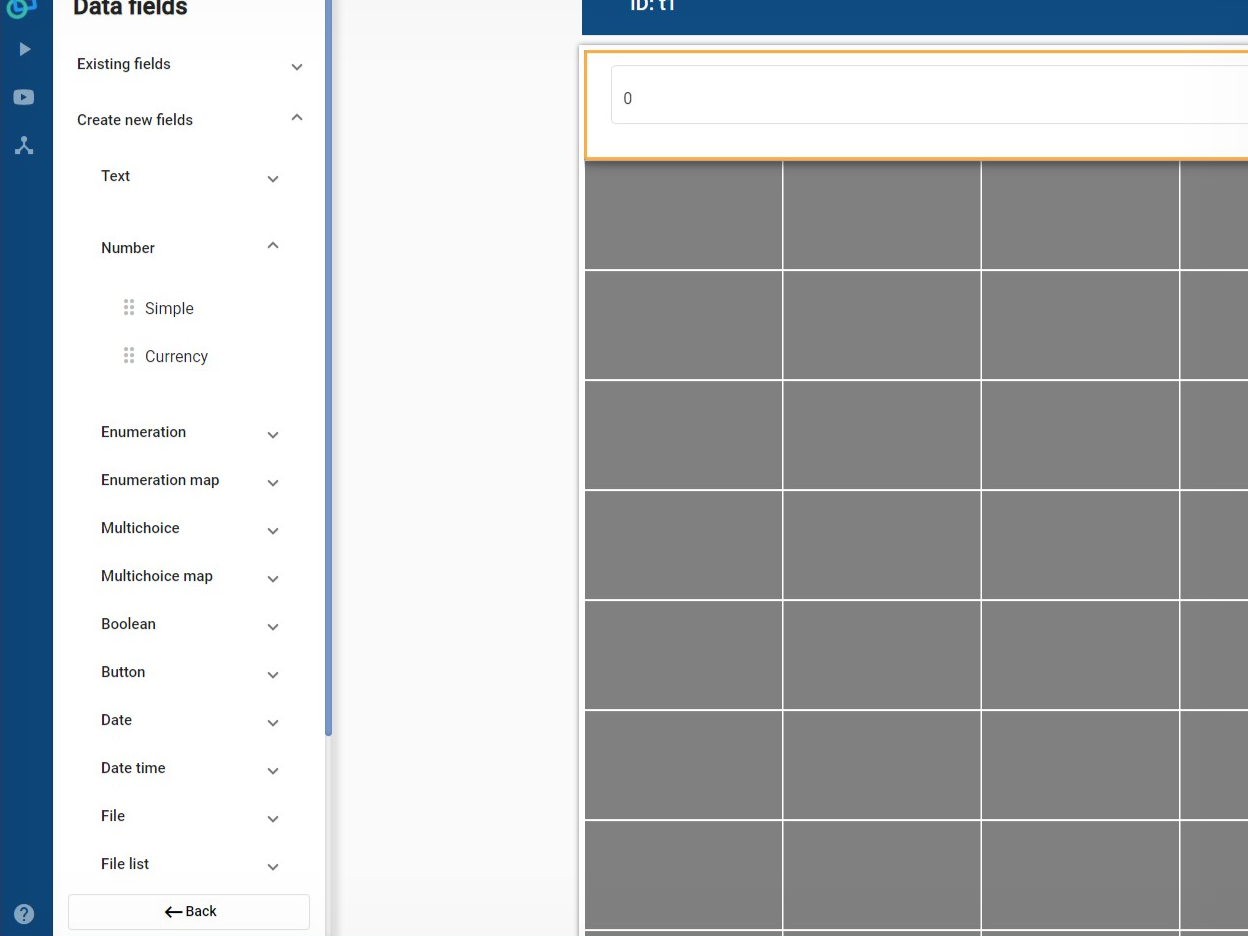 Data fields
ID: t1
Existing fields
0
Create new fields
Text
Number
Simple
Currency
Enumeration
Enumeration map
Multichoice
Multichoice map
Boolean
Button
Date
Date time
File
File list
Back